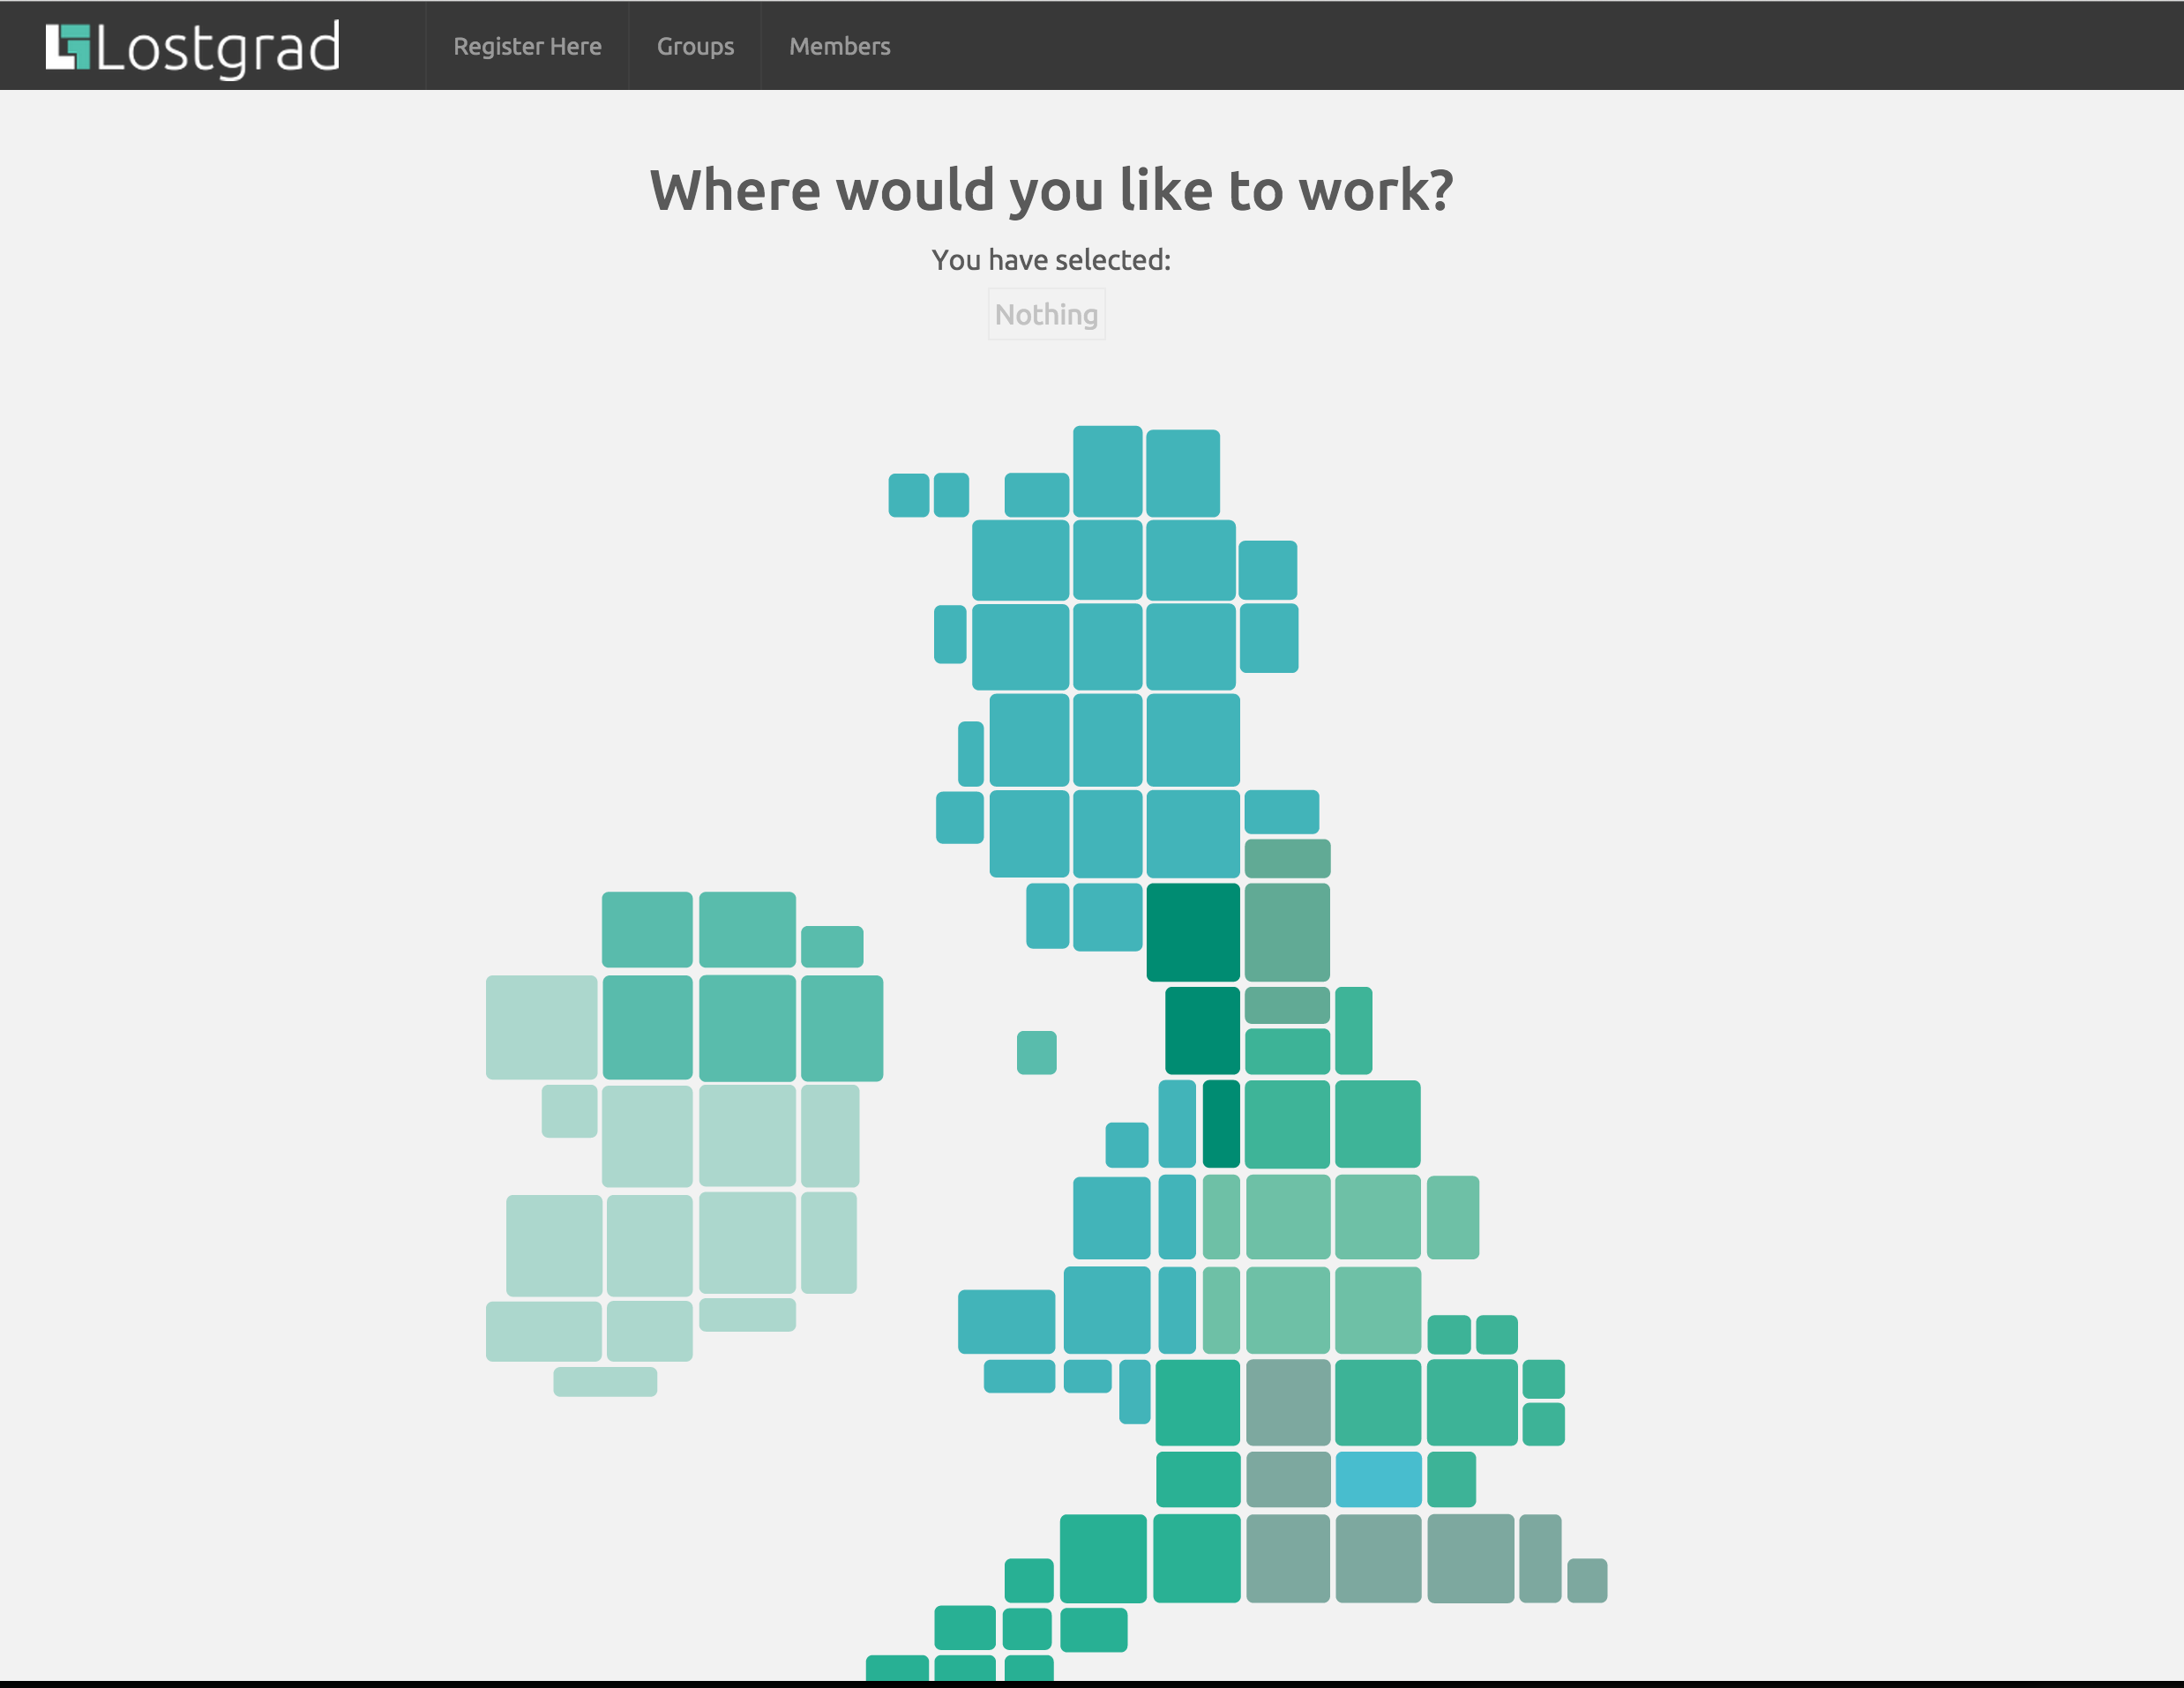 Lostgrad
Register Here
Groups
Members
Where would you like to work?
You have selected:
Nothing